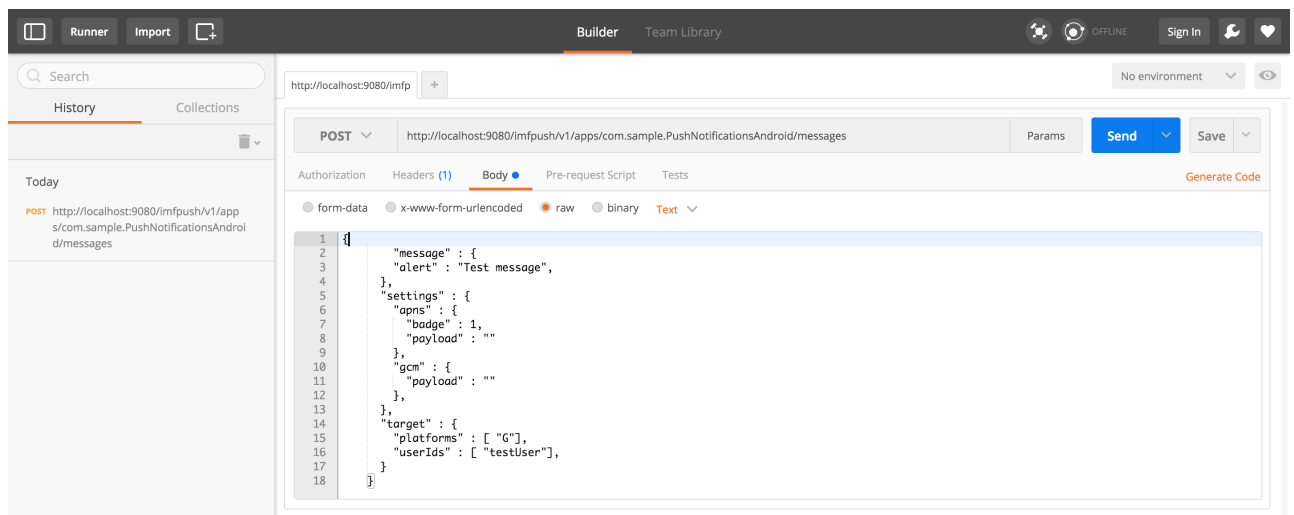 Runner Import Builder Team Library OFFLINE Sign In
Search
http://localhost:9080/imfp + No environment
History Collections
POST http://localhost:9080/imfpush/v1/apps/com.sample.PushNotificationsAndroid/messages Params Send Save
Authorization Headers (1) Body Pre-request Script Tests Generate Code
Today
POST http://localhost:9080/imfpush/v1/app
s/com.sample.PushNotificationsAndroi
d/messages
form-data x-www-form-urlencoded raw binary Text
1 {
2 "message" : {
3 "alert" : "Test message",
4 },
5 "settings" : {
6 "apns" : {
7 "badge" : 1,
8 "payload" : ""
9 },
10 "gcm" : {
11 "payload" : ""
12 },
13 },
14 "target" : {
15 "platforms" : [ "G"],
16 "userIds" : [ "testUser"],
17 }
18 }